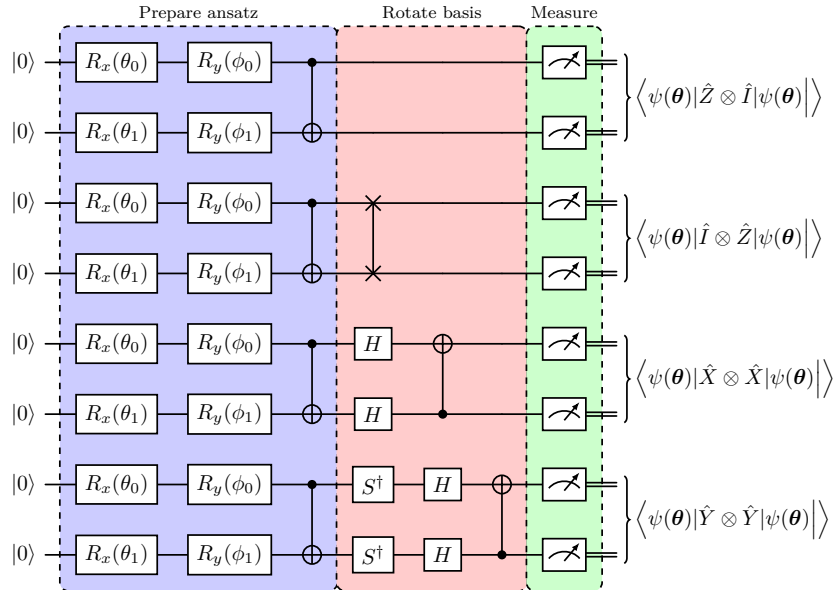 Prepare ansatz Rotate basis Measure
|0⟩ R_x(θ_0) R_y(ϕ_0)
⟨ψ(θ)|Ẑ ⊗ Î|ψ(θ)|⟩
|0⟩ R_x(θ_1) R_y(ϕ_1)
|0⟩ R_x(θ_0) R_y(ϕ_0)
⟨ψ(θ)|Î ⊗ Ẑ|ψ(θ)|⟩
|0⟩ R_x(θ_1) R_y(ϕ_1)
|0⟩ R_x(θ_0) R_y(ϕ_0) H
⟨ψ(θ)|X̂ ⊗ X̂|ψ(θ)|⟩
|0⟩ R_x(θ_1) R_y(ϕ_1) H
|0⟩ R_x(θ_0) R_y(ϕ_0) S† H
⟨ψ(θ)|Ŷ ⊗ Ŷ|ψ(θ)|⟩
|0⟩ R_x(θ_1) R_y(ϕ_1) S† H